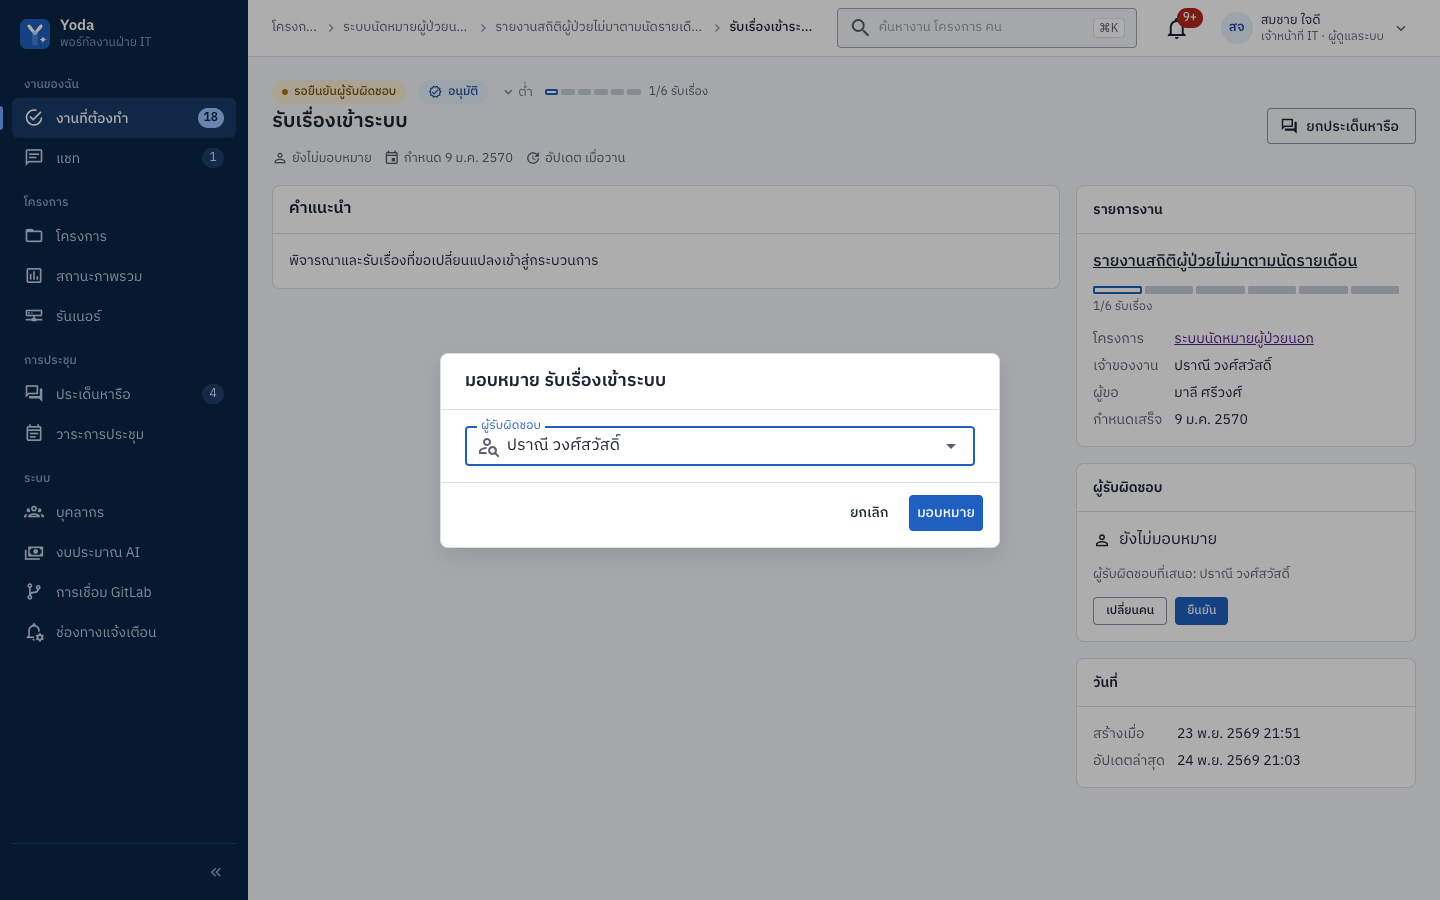 Yoda
พอร์ทัลงานฝ่าย IT
งานของฉัน
งานที่ต้องทำ 18
แชท 1
โครงการ
โครงการ
สถานะภาพรวม
รันเนอร์
การประชุม
ประเด็นหารือ 4
วาระการประชุม
ระบบ
บุคลากร
งบประมาณ AI
การเชื่อม GitLab
ช่องทางแจ้งเตือน
โครงก... ระบบนัดหมายผู้ป่วยน... รายงานสถิติผู้ป่วยไม่มาตามนัดรายเดื... รับเรื่องเข้าระ...
ค้นหางาน โครงการ คน ⌘K
9+
สจ
สมชาย ใจดี
เจ้าหน้าที่ IT · ผู้ดูแลระบบ
รอยืนยันผู้รับผิดชอบ อนุมัติ ต่ำ 1/6 รับเรื่อง
รับเรื่องเข้าระบบ
ยกประเด็นหารือ
ยังไม่มอบหมาย กำหนด 9 ม.ค. 2570 อัปเดต เมื่อวาน
คำแนะนำ
พิจารณาและรับเรื่องที่ขอเปลี่ยนแปลงเข้าสู่กระบวนการ
มอบหมาย รับเรื่องเข้าระบบ
ผู้รับผิดชอบ
ปราณี วงศ์สวัสดิ์
ยกเลิก มอบหมาย
รายการงาน
รายงานสถิติผู้ป่วยไม่มาตามนัดรายเดือน
1/6 รับเรื่อง
โครงการ ระบบนัดหมายผู้ป่วยนอก
เจ้าของงาน ปราณี วงศ์สวัสดิ์
ผู้ขอ มาลี ศรีวงศ์
กำหนดเสร็จ 9 ม.ค. 2570
ผู้รับผิดชอบ
ยังไม่มอบหมาย
ผู้รับผิดชอบที่เสนอ: ปราณี วงศ์สวัสดิ์
เปลี่ยนคน ยืนยัน
วันที่
สร้างเมื่อ 23 พ.ย. 2569 21:51
อัปเดตล่าสุด 24 พ.ย. 2569 21:03